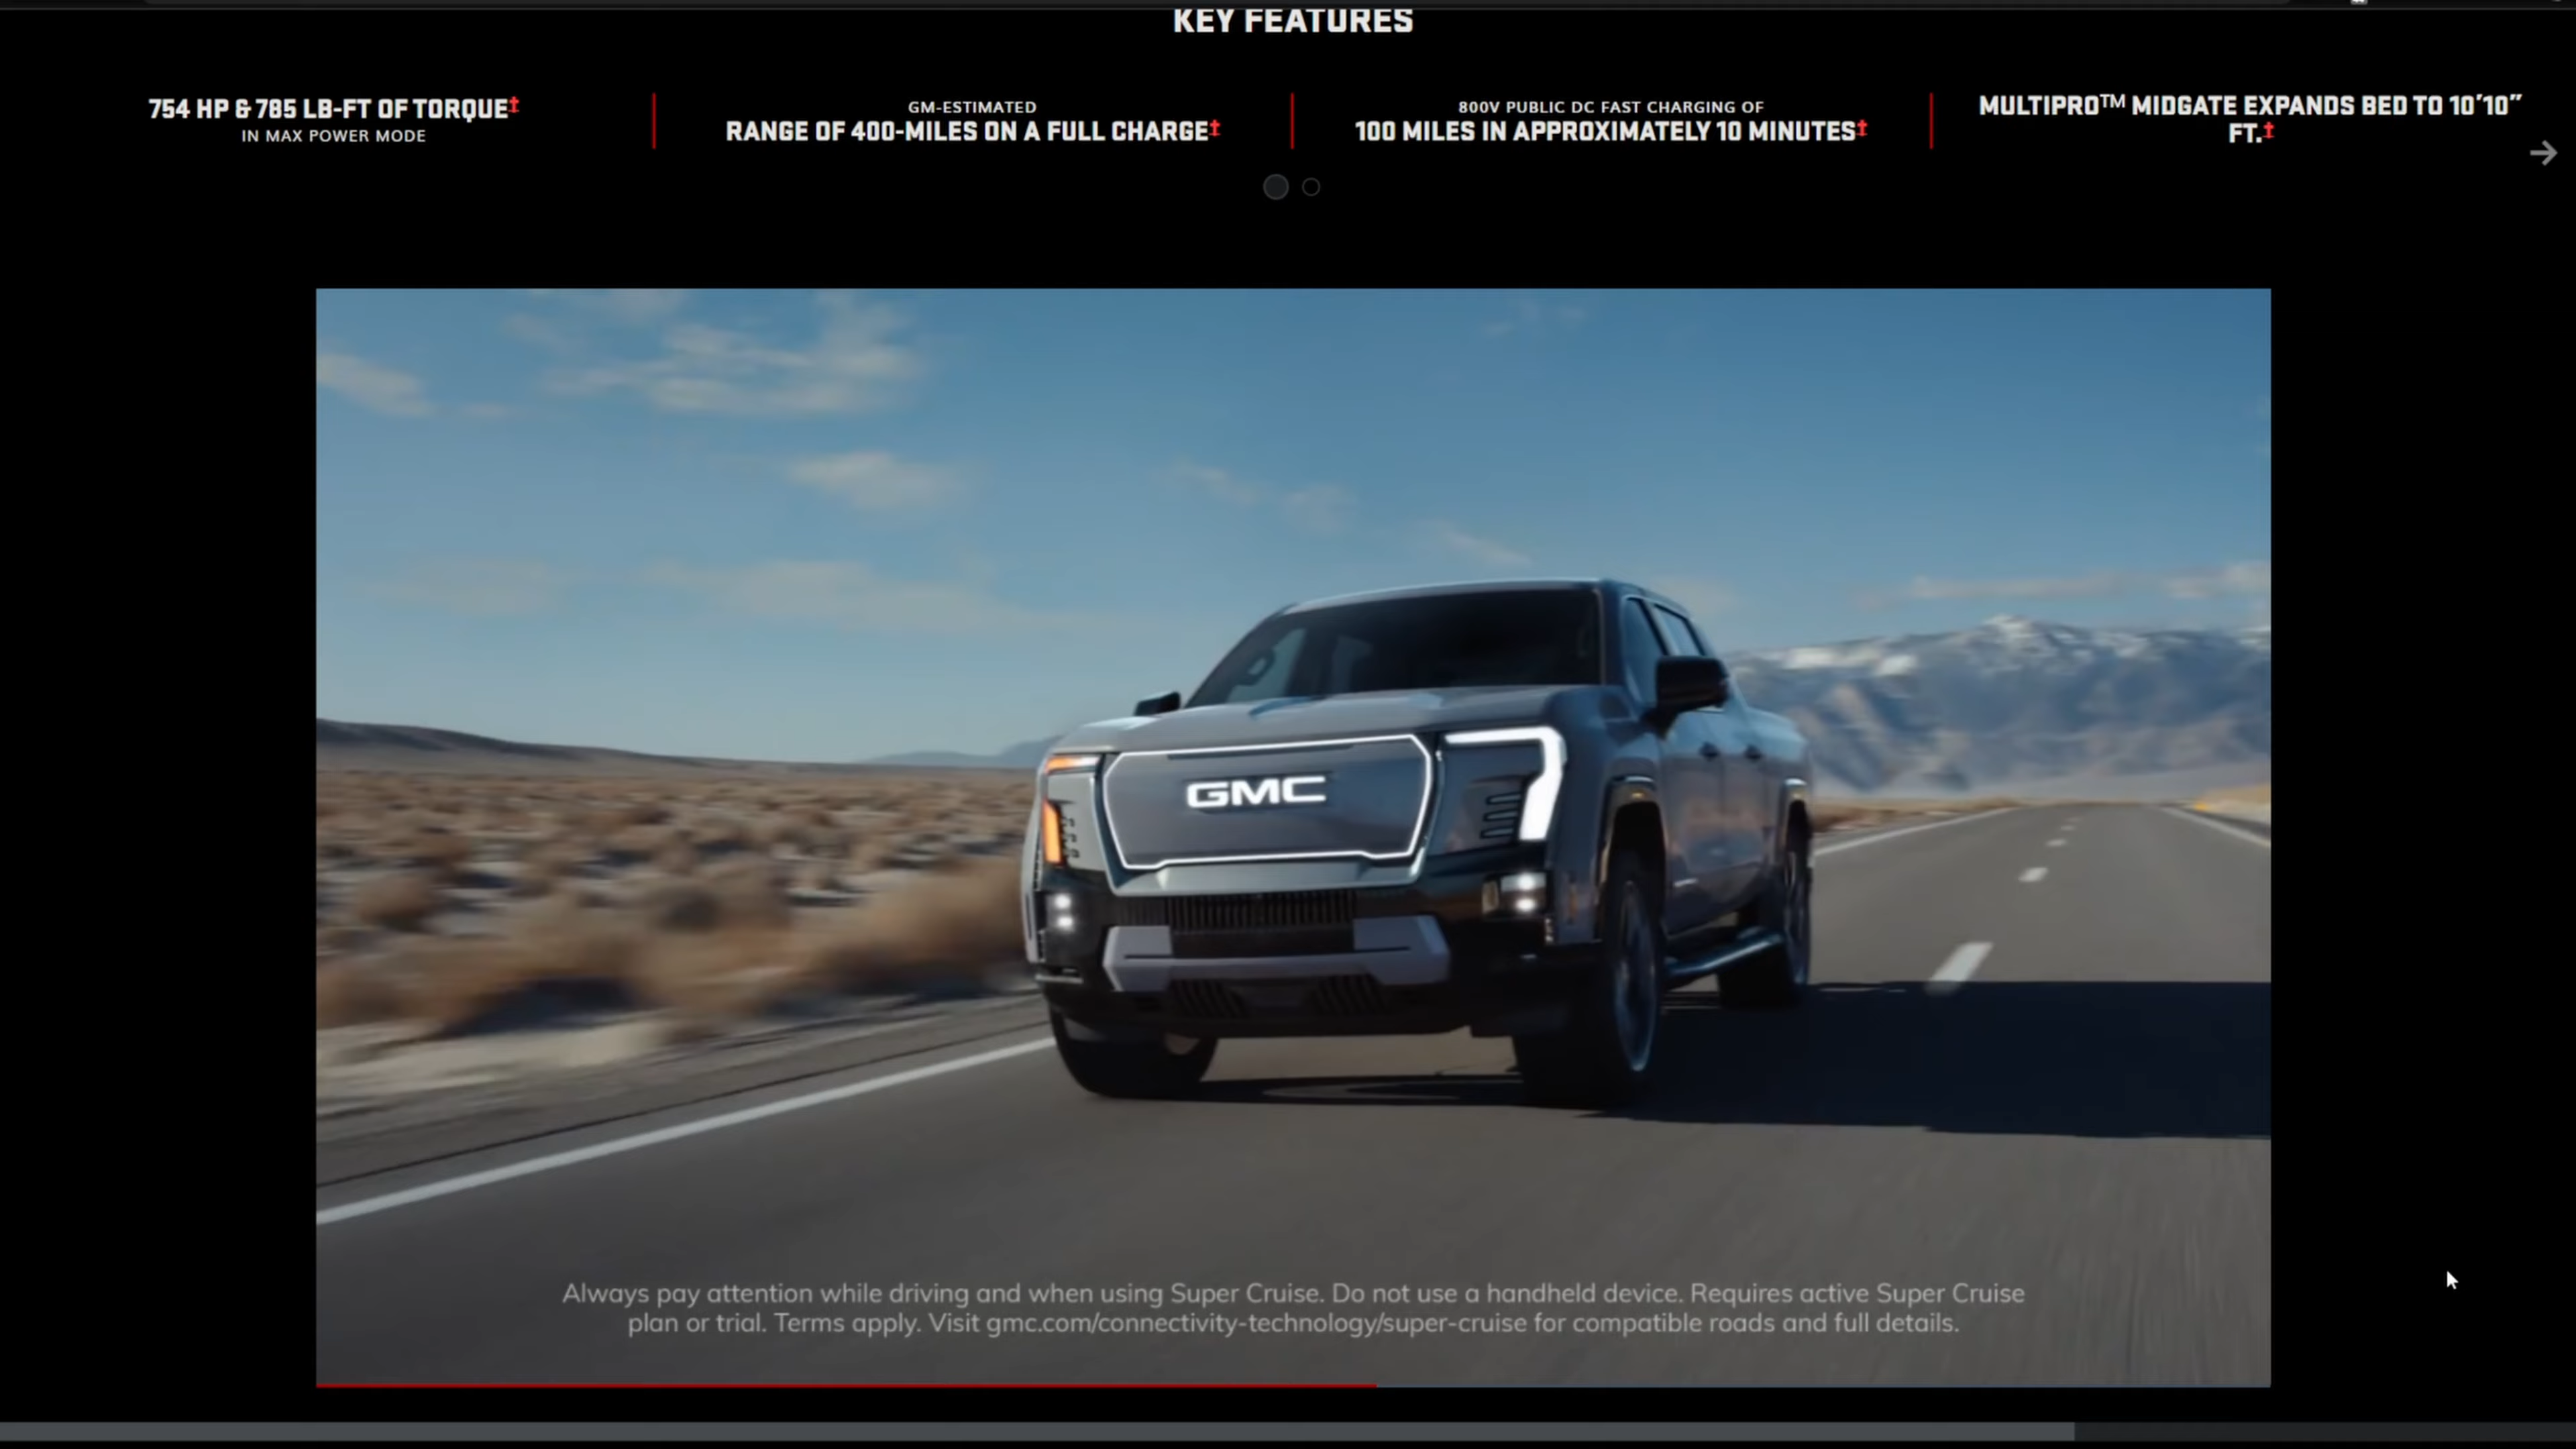 KEY FEATURES
754 HP & 785 LB-FT OF TORQUE‡
IN MAX POWER MODE
GM-ESTIMATED
RANGE OF 400-MILES ON A FULL CHARGE‡
800V PUBLIC DC FAST CHARGING OF
100 MILES IN APPROXIMATELY 10 MINUTES‡
MULTIPRO™ MIDGATE EXPANDS BED TO 10'10”
FT.‡
GMC
Always pay attention while driving and when using Super Cruise. Do not use a handheld device. Requires active Super Cruise
plan or trial. Terms apply. Visit gmc.com/connectivity-technology/super-cruise for compatible roads and full details.